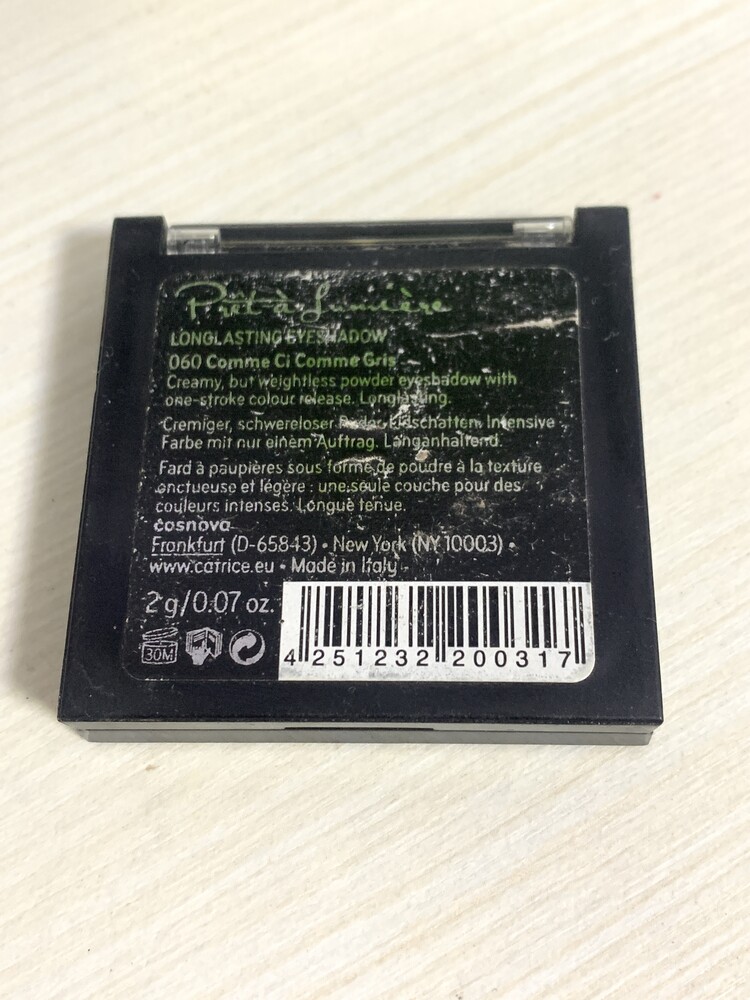 Prêt-à-Lumière
LONGLASTING EYESHADOW
060 Comme Ci Comme Gris
Creamy, but weightless powder eyeshadow with
one-stroke colour release. Longlasting.
Cremiger, schwereloser Puder-Lidschatten. Intensive
Farbe mit nur einem Auftrag. Langanhaltend.
Fard à paupières sous forme de poudre à la texture
onctueuse et légère : une seule couche pour des
couleurs intenses. Longue tenue.
cosnova
Frankfurt (D-65843) • New York (NY 10003) •
www.catrice.eu • Made in Italy
2 g/0.07 oz.
30M
4 251232 200317